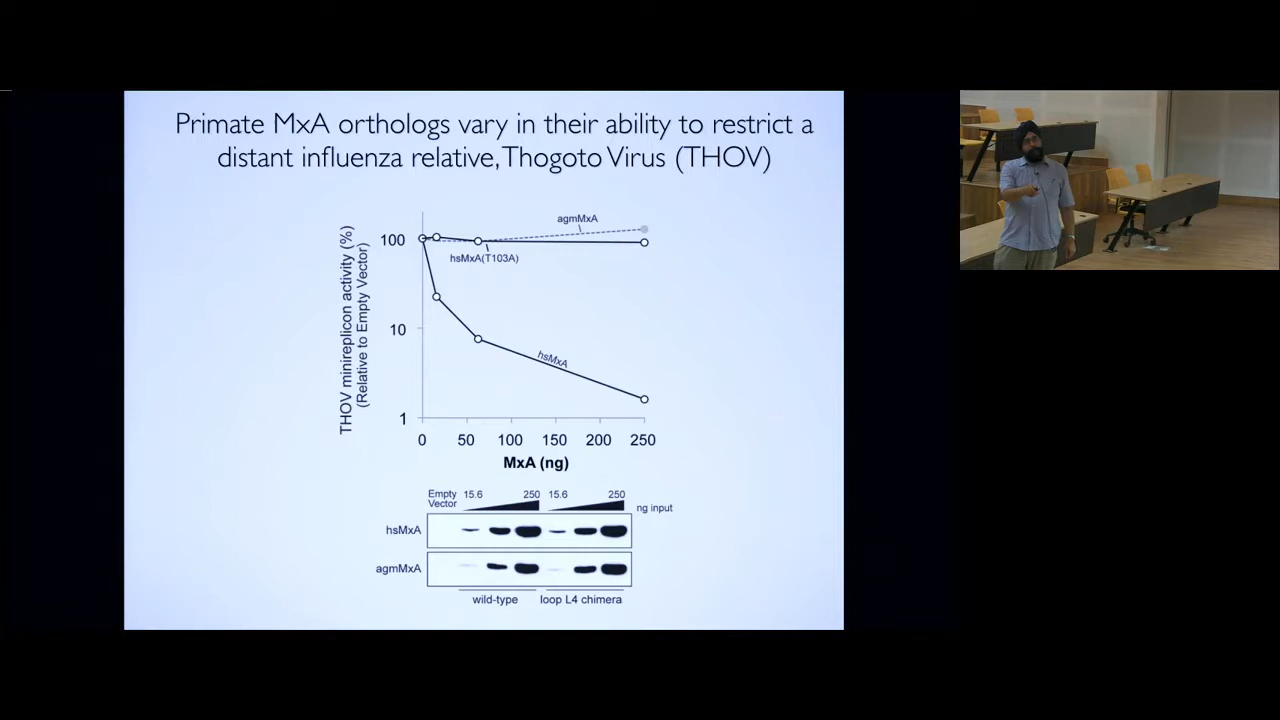 Primate MxA orthologs vary in their ability to restrict a
distant influenza relative, Thogoto Virus (THOV)
THOV minireplicon activity (%)
(Relative to Empty Vector)
100
10
1
agmMxA
hsMxA(T103A)
hsMxA
0 50 100 150 200 250
MxA (ng)
Empty Vector
15.6 250 15.6 250
ng input
hsMxA
agmMxA
wild-type loop L4 chimera